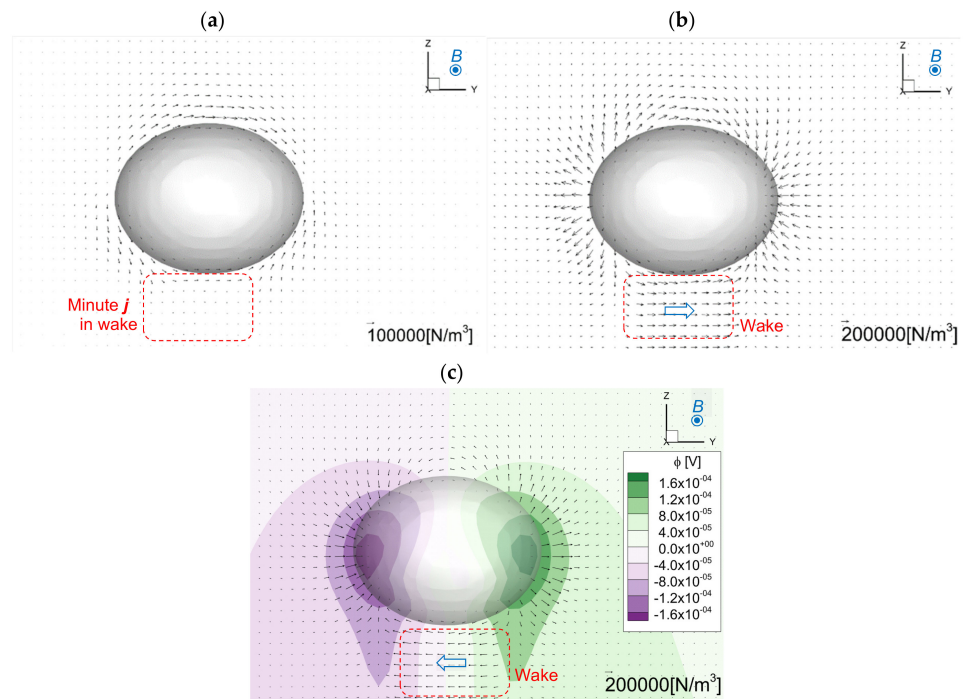 (a)
(b)
Z
B
X
Y
Z
B
X
Y
Minute j
in wake
100000[N/m³]
Wake
200000[N/m³]
(c)
Z
B
X
Y
ϕ [V]
1.6x10⁻⁰⁴
1.2x10⁻⁰⁴
8.0x10⁻⁰⁵
4.0x10⁻⁰⁵
0.0x10⁺⁰⁰
-4.0x10⁻⁰⁵
-8.0x10⁻⁰⁵
-1.2x10⁻⁰⁴
-1.6x10⁻⁰⁴
Wake
200000[N/m³]